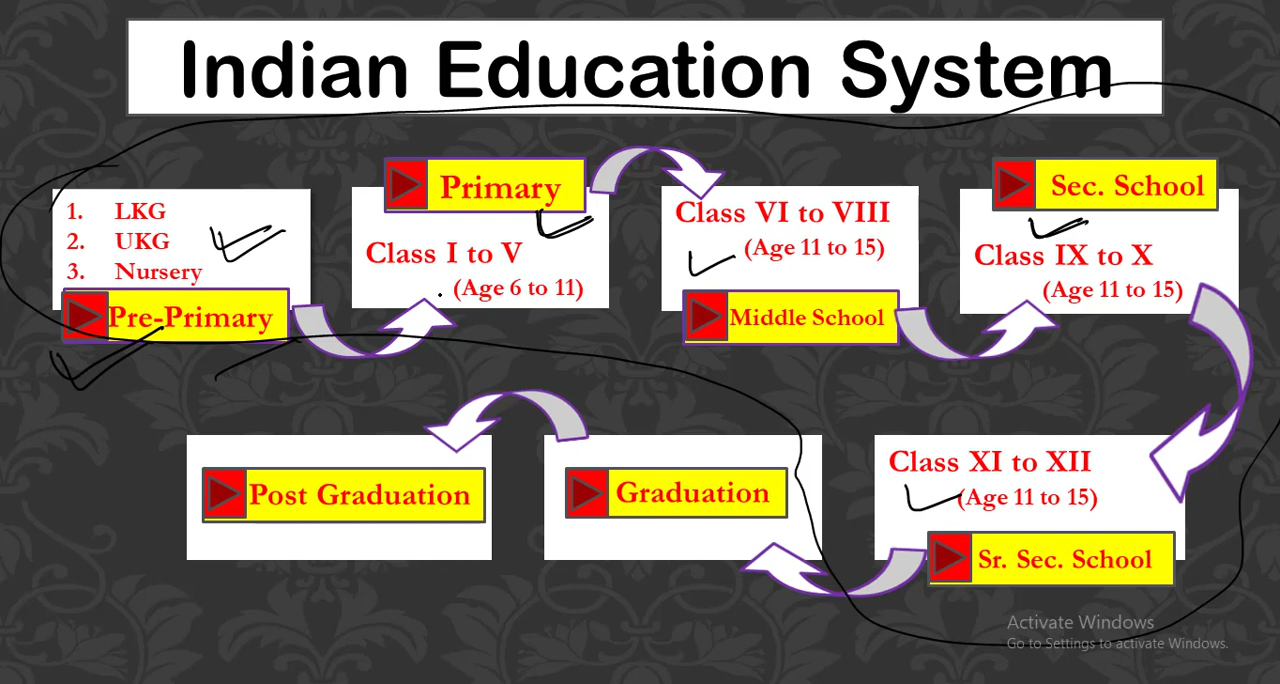 Indian Education System
1. LKG
2. UKG
3. Nursery
Pre-Primary
Primary
Class I to V
(Age 6 to 11)
Class VI to VIII
(Age 11 to 15)
Middle School
Sec. School
Class IX to X
(Age 11 to 15)
Class XI to XII
(Age 11 to 15)
Sr. Sec. School
Graduation
Post Graduation
Activate Windows
Go to Settings to activate Windows.